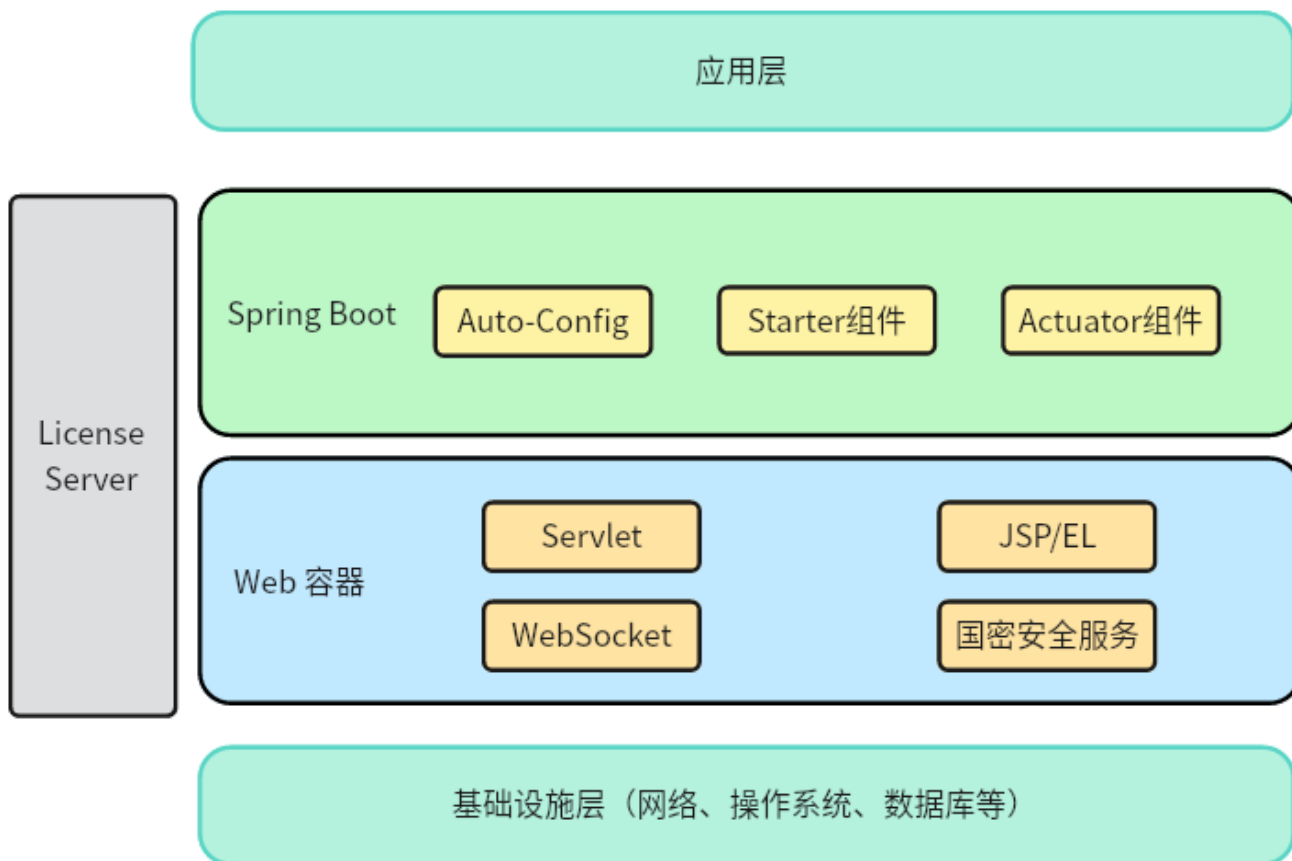 应用层
License
Server
Spring Boot
Auto-Config
Starter组件
Actuator组件
Web 容器
Servlet
JSP/EL
WebSocket
国密安全服务
基础设施层（网络、操作系统、数据库等）